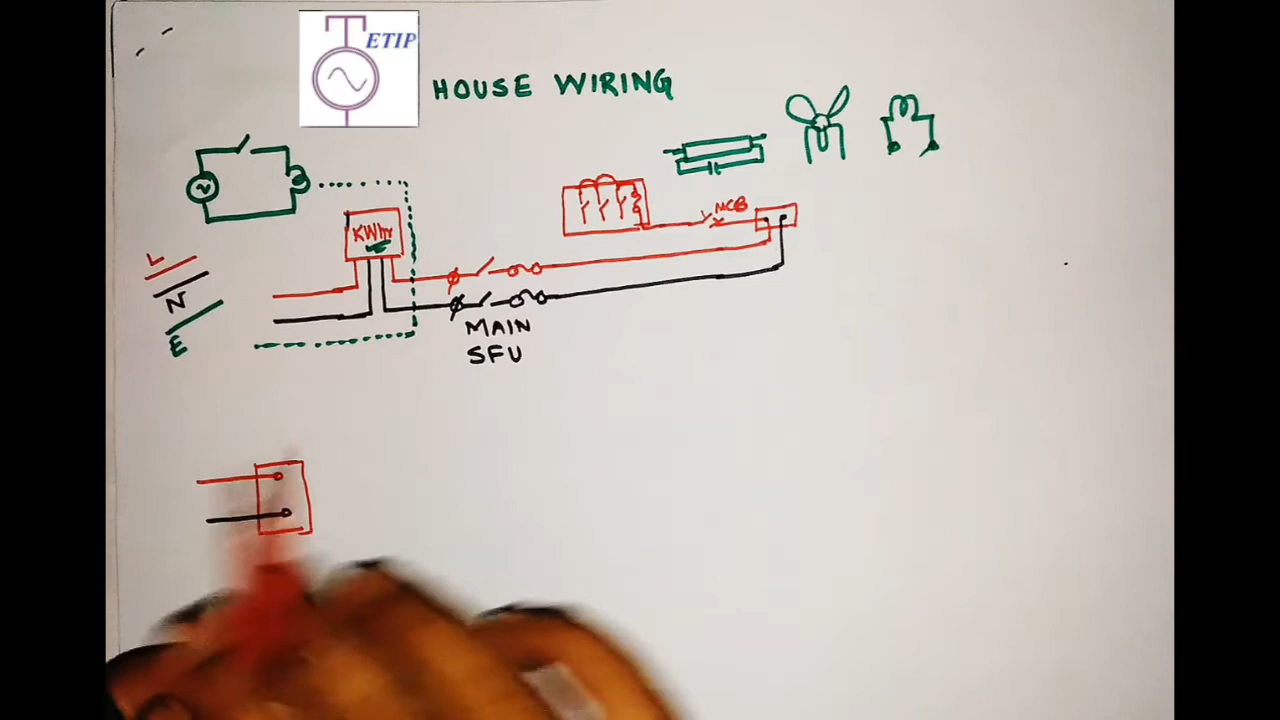 ETIP
HOUSE WIRING
KWhr
MCB
L
N
E
MAIN
SFU